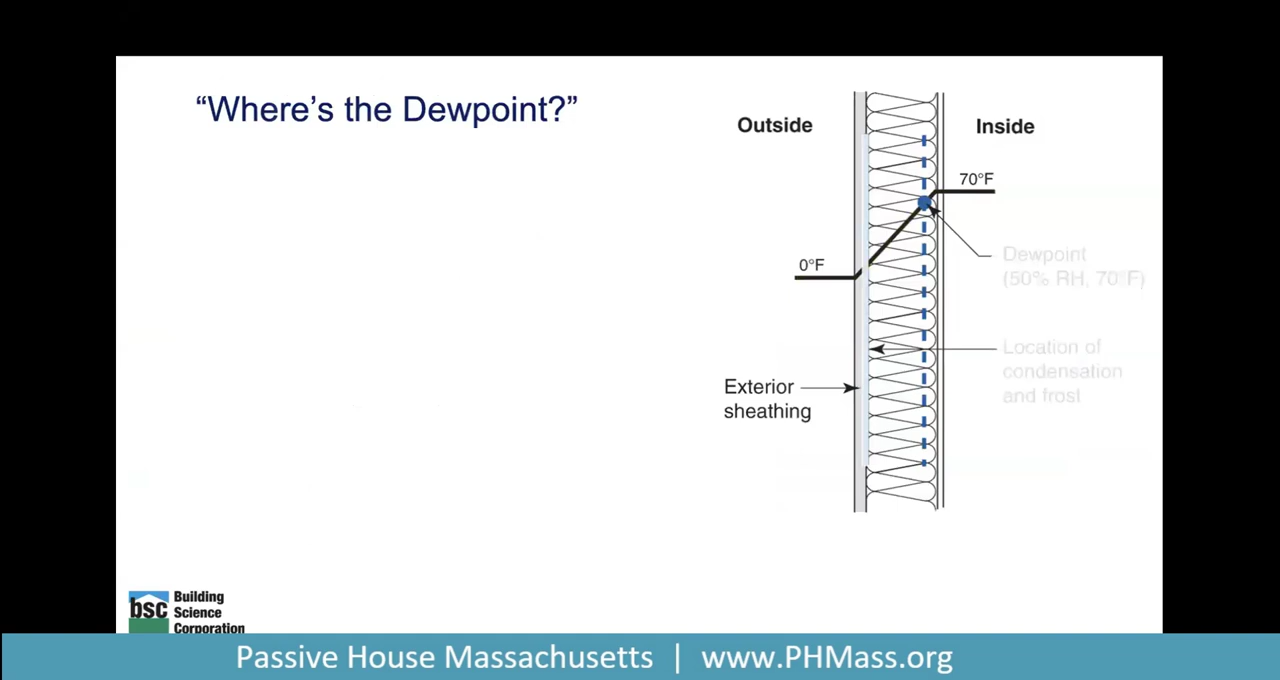 “Where’s the Dewpoint?”
Outside
Inside
70°F
0°F
Dewpoint
(50% RH, 70°F)
Location of
condensation
and frost
Exterior
sheathing
bsc
Building
Science
Corporation
Passive House Massachusetts | www.PHMass.org